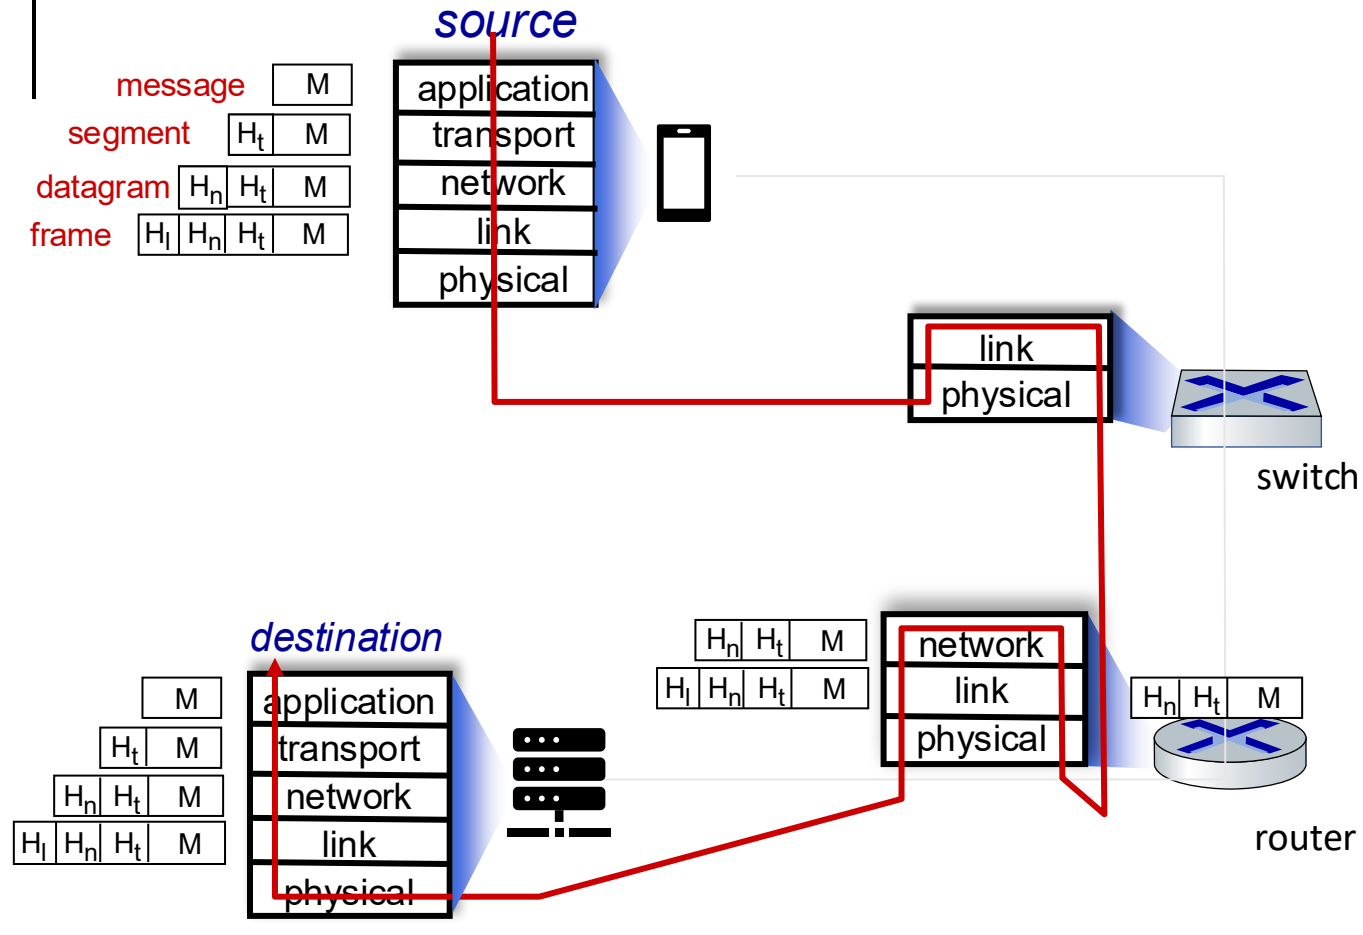 source
message M application
segment Ht M transport
datagram Hn Ht M network
frame Hl Hn Ht M link
physical
link
physical
switch
destination
Hn Ht M network
Hl Hn Ht M link
physical
Hn Ht M
router
M application
Ht M transport
Hn Ht M network
Hl Hn Ht M link
physical